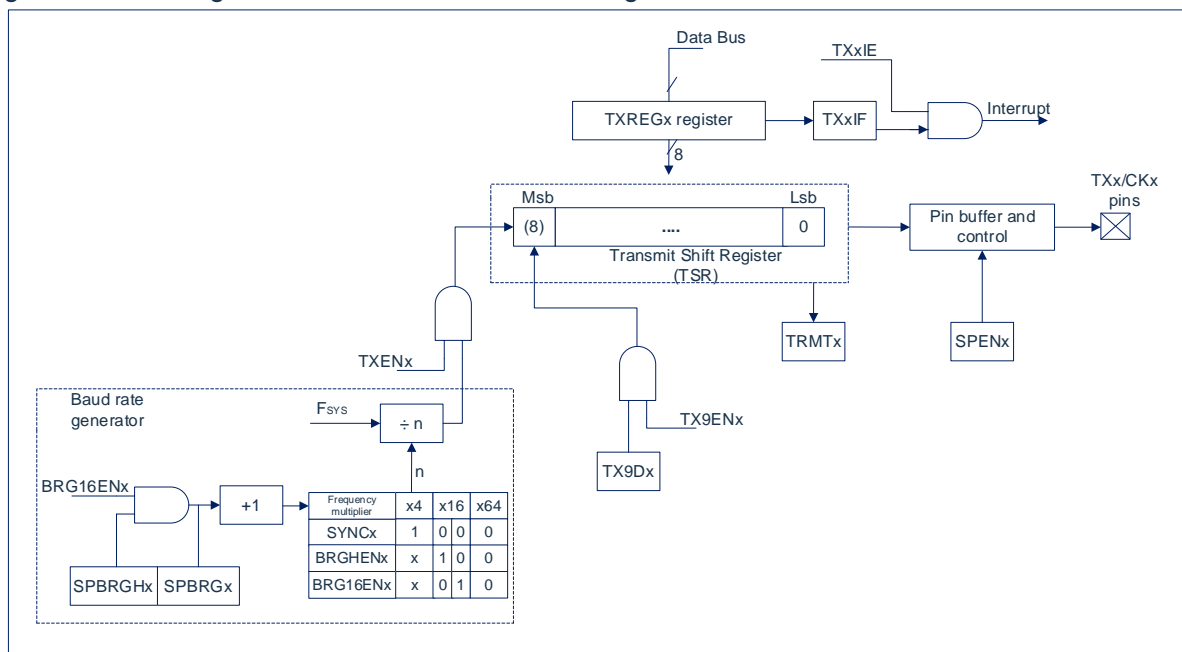 Data Bus
TXxIE
TXREGx register
TXxIF
Interrupt
8
TXx/CKx
pins
Msb
Lsb
(8)
....
0
Pin buffer and
control
Transmit Shift Register
(TSR)
TRMTx
SPENx
TXENx
Baud rate
generator
FSYS
÷ n
TX9ENx
n
TX9Dx
BRG16ENx
+1
Frequency
multiplier
x4 x16 x64
SYNCx 1 0 0 0
BRGHENx x 1 0 0
BRG16ENx x 0 1 0
SPBRGHx SPBRGx